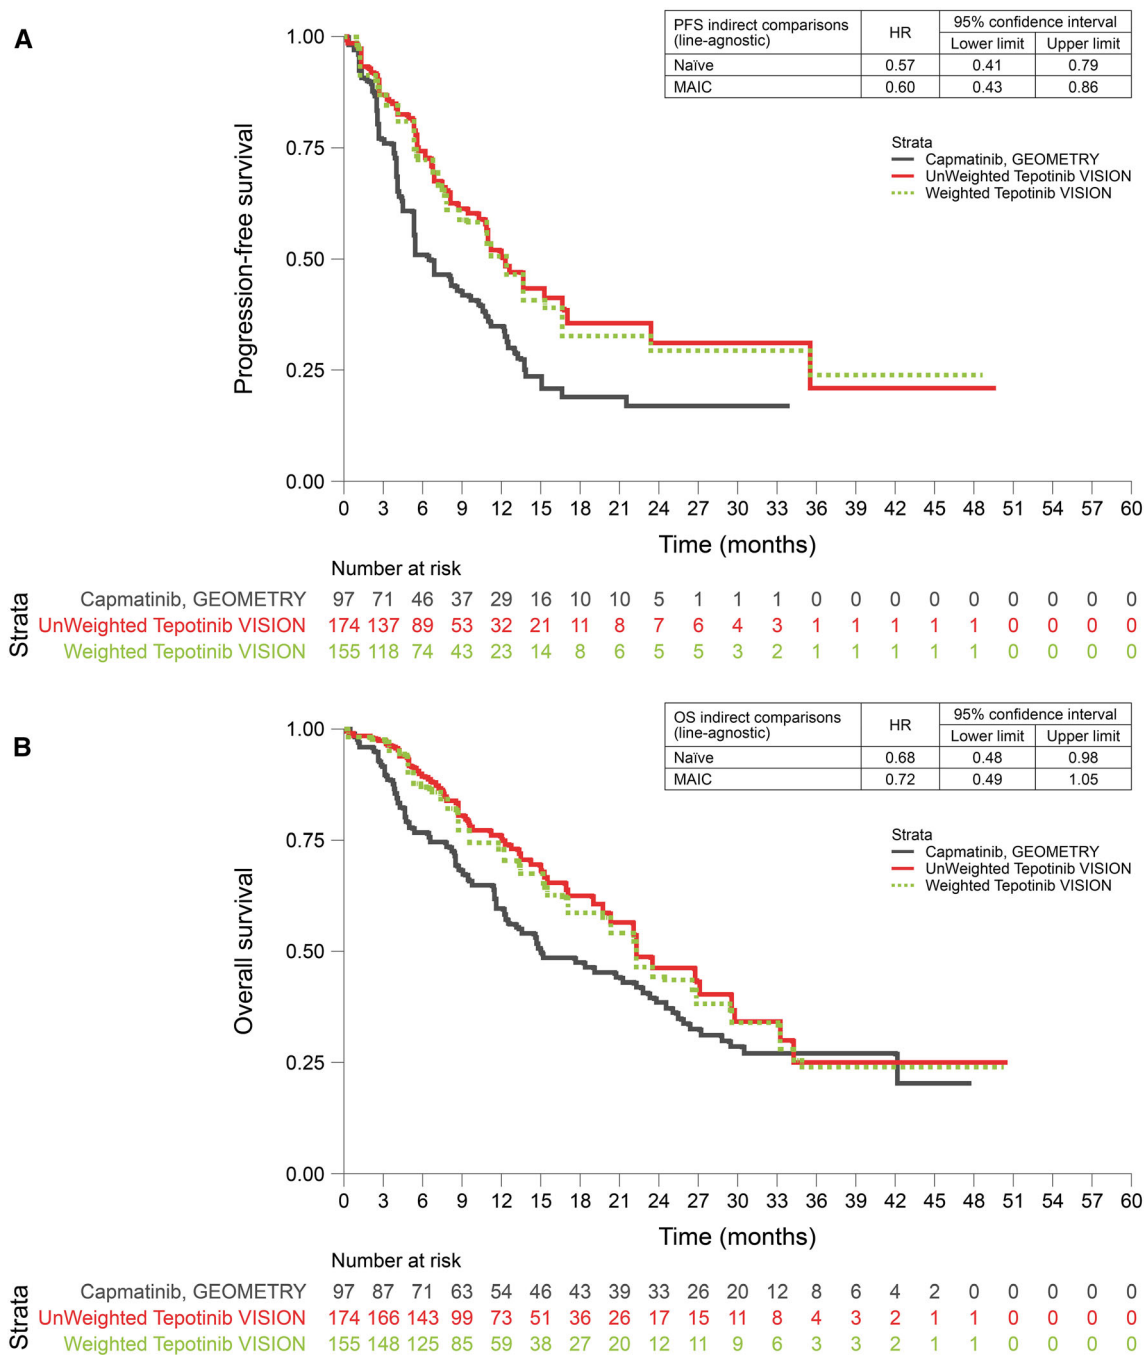 A
PFS indirect comparisons (line-agnostic) HR 95% confidence interval
Lower limit Upper limit
Naïve 0.57 0.41 0.79
MAIC 0.60 0.43 0.86
Strata
Capmatinib, GEOMETRY
UnWeighted Tepotinib VISION
Weighted Tepotinib VISION
Progression-free survival
1.00
0.75
0.50
0.25
0.00
0 3 6 9 12 15 18 21 24 27 30 33 36 39 42 45 51 54 57 60
Time (months)
Number at risk
Strata
Capmatinib, GEOMETRY 97 71 46 37 29 16 10 10 5 1 1 1 0 0 0 0 0 0 0 0
UnWeighted Tepotinib VISION 174 137 89 53 32 21 11 8 7 6 4 3 1 1 1 1 1 0 0 0 0
Weighted Tepotinib VISION 155 118 74 43 23 14 8 6 5 5 3 2 1 1 1 1 1 0 0 0 0
B
OS indirect comparisons (line-agnostic) HR 95% confidence interval
Lower limit Upper limit
Naïve 0.68 0.48 0.98
MAIC 0.72 0.49 1.05
Strata
Capmatinib, GEOMETRY
UnWeighted Tepotinib VISION
Weighted Tepotinib VISION
Overall survival
1.00
0.75
0.50
0.25
0.00
0 3 6 9 12 15 18 21 24 27 30 33 36 39 42 45 51 54 57 60
Time (months)
Number at risk
Strata
Capmatinib, GEOMETRY 97 87 71 63 54 46 43 39 33 26 20 12 8 6 4 2 0 0 0 0 0
UnWeighted Tepotinib VISION 174 166 143 99 73 51 36 26 17 15 11 8 4 3 2 1 1 0 0 0 0
Weighted Tepotinib VISION 155 148 125 85 59 38 27 20 12 11 9 6 3 3 2 1 1 0 0 0 0